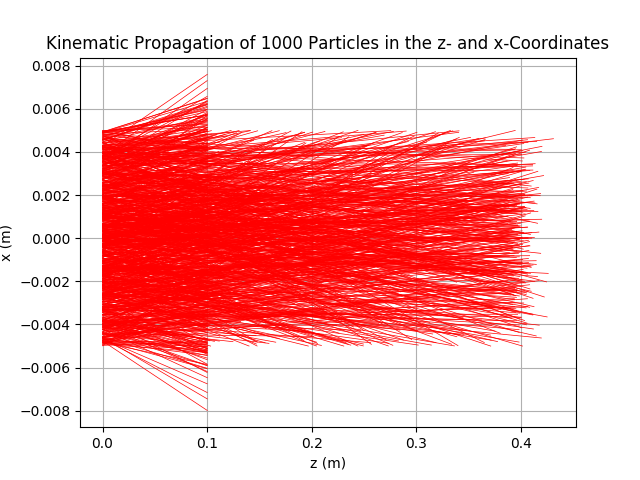 Kinematic Propagation of 1000 Particles in the z- and x-Coordinates
0.008
0.006
0.004
0.002
0.000
−0.002
−0.004
−0.006
−0.008
x (m)
0.0 0.1 0.2 0.3 0.4
z (m)